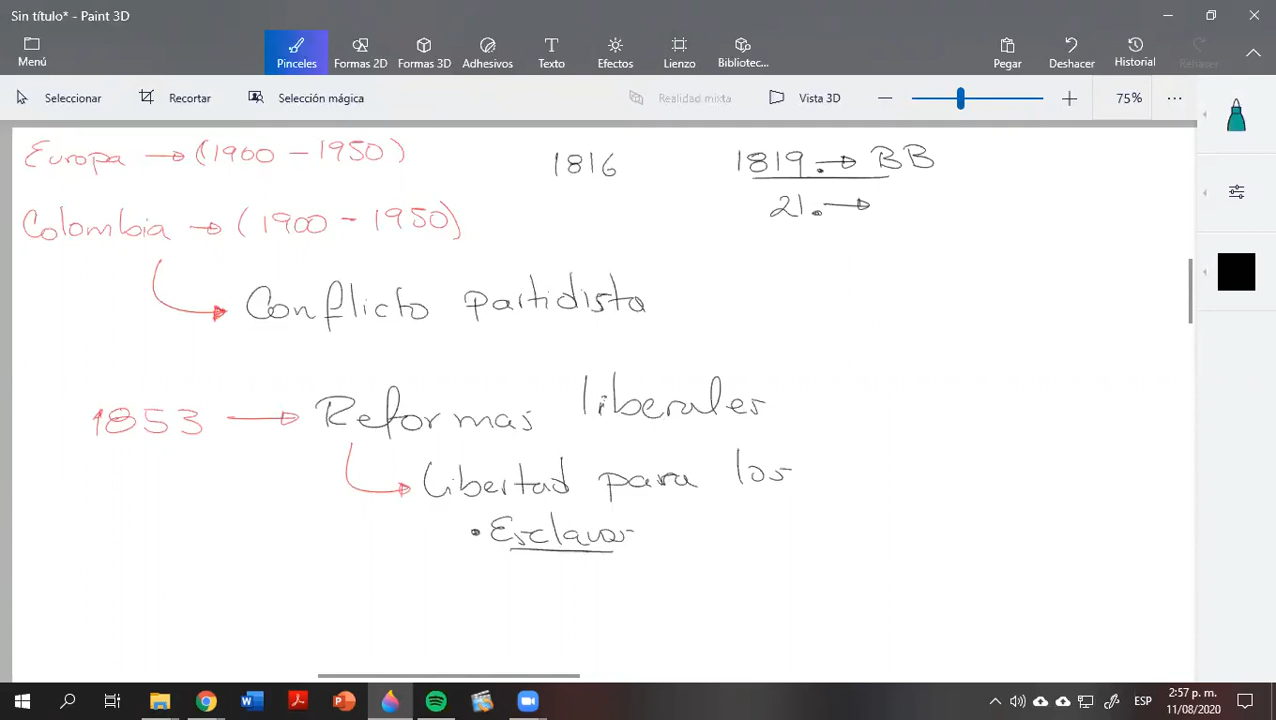 Sin título* - Paint 3D
Menú
Pinceles
Formas 2D
Formas 3D
Adhesivos
Texto
Efectos
Lienzo
Bibliotec...
Pegar
Deshacer
Historial
Rehacer
Seleccionar
Recortar
Selección mágica
Realidad mixta
Vista 3D
75%
Europa → (1900 - 1950)
1816
1819. → BB
21. →
Colombia → (1900 - 1950)
Conflicto partidista
1853 → Reformas liberales
Libertad para los
• Esclavos
ESP
2:57 p. m.
11/08/2020